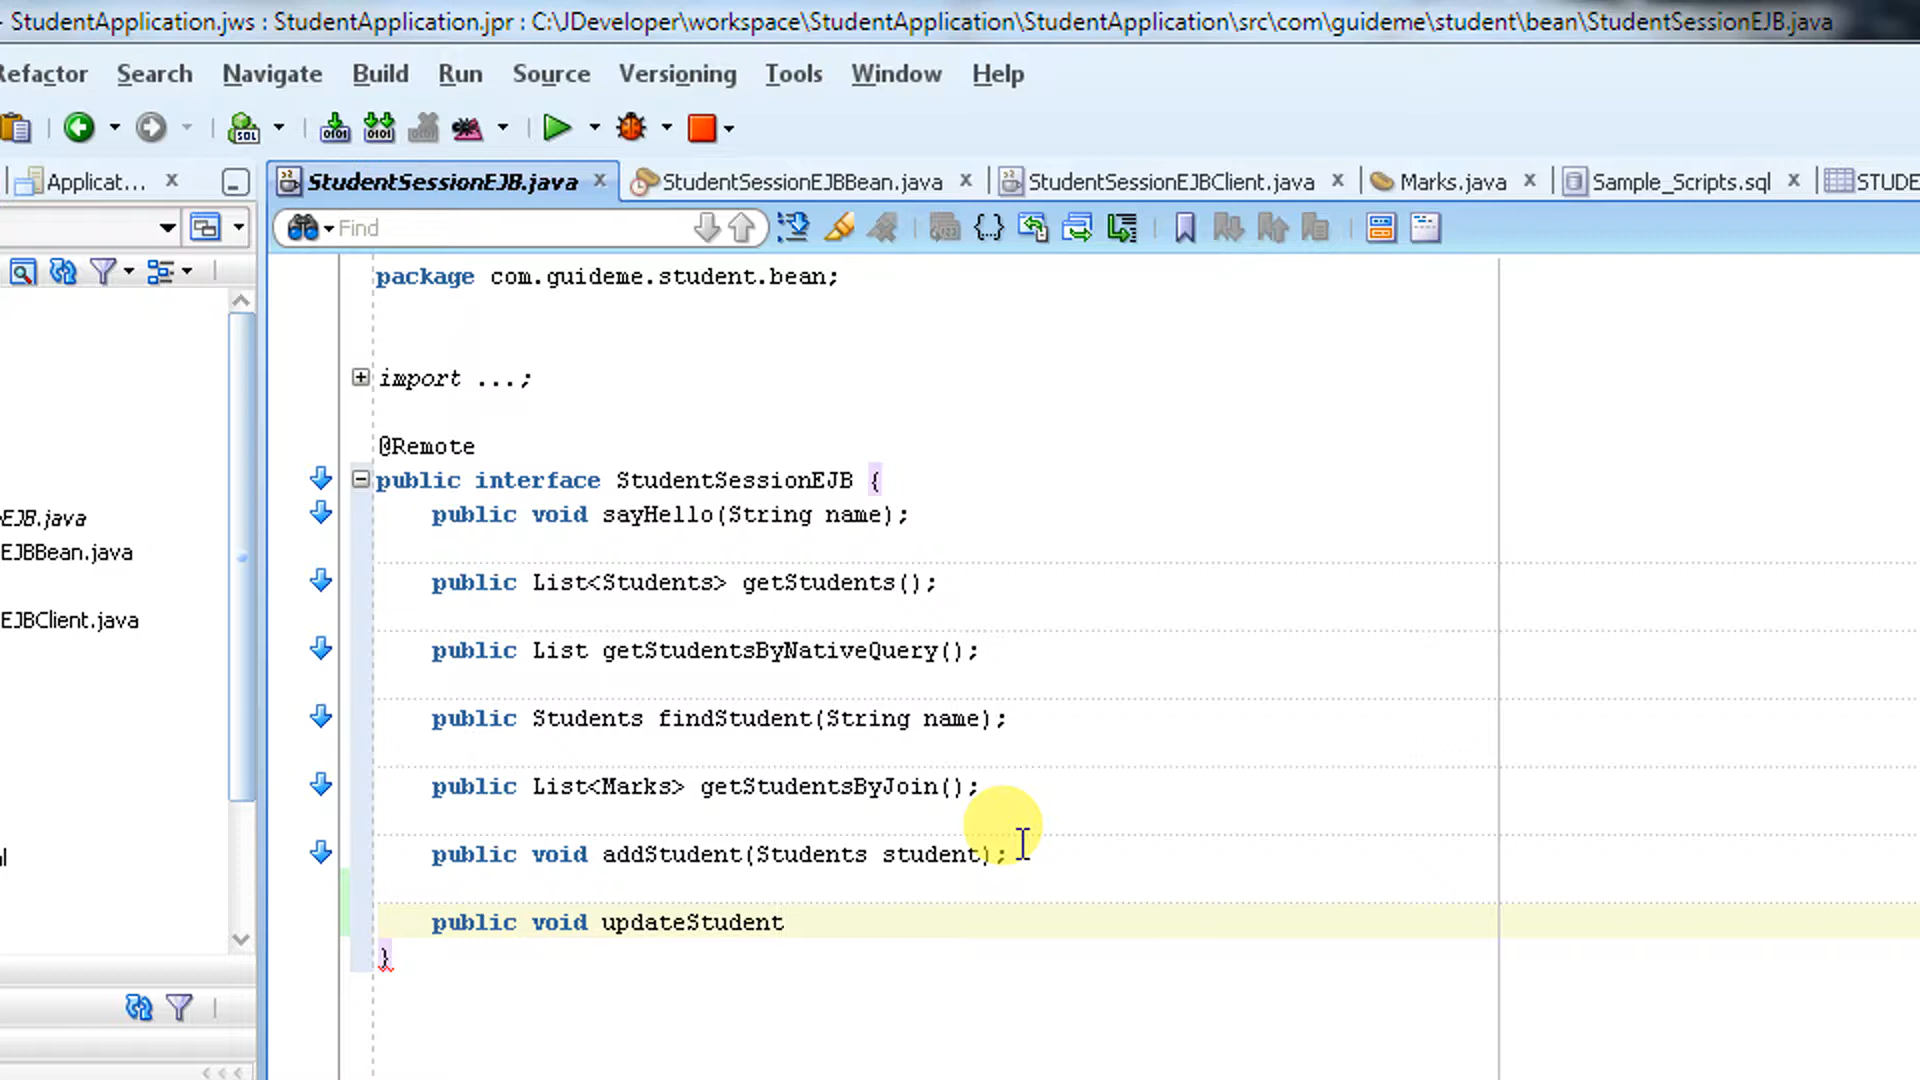 - StudentApplication.jws : StudentApplication.jpr : C:\JDeveloper\workspace\StudentApplication\StudentApplication\src\com\guideme\student\bean\StudentSessionEJB.java
Refactor Search Navigate Build Run Source Versioning Tools Window Help
Applicat... StudentSessionEJB.java StudentSessionEJBBean.java StudentSessionEJBClient.java Marks.java Sample_Scripts.sql STUDE
Find
package com.guideme.student.bean;
import ...;
@Remote
public interface StudentSessionEJB {
public void sayHello(String name);
EJB.java
EJBBean.java
public List<Students> getStudents();
EJBClient.java
public List getStudentsByNativeQuery();
public Students findStudent(String name);
public List<Marks> getStudentsByJoin();
public void addStudent(Students student);
public void updateStudent
}